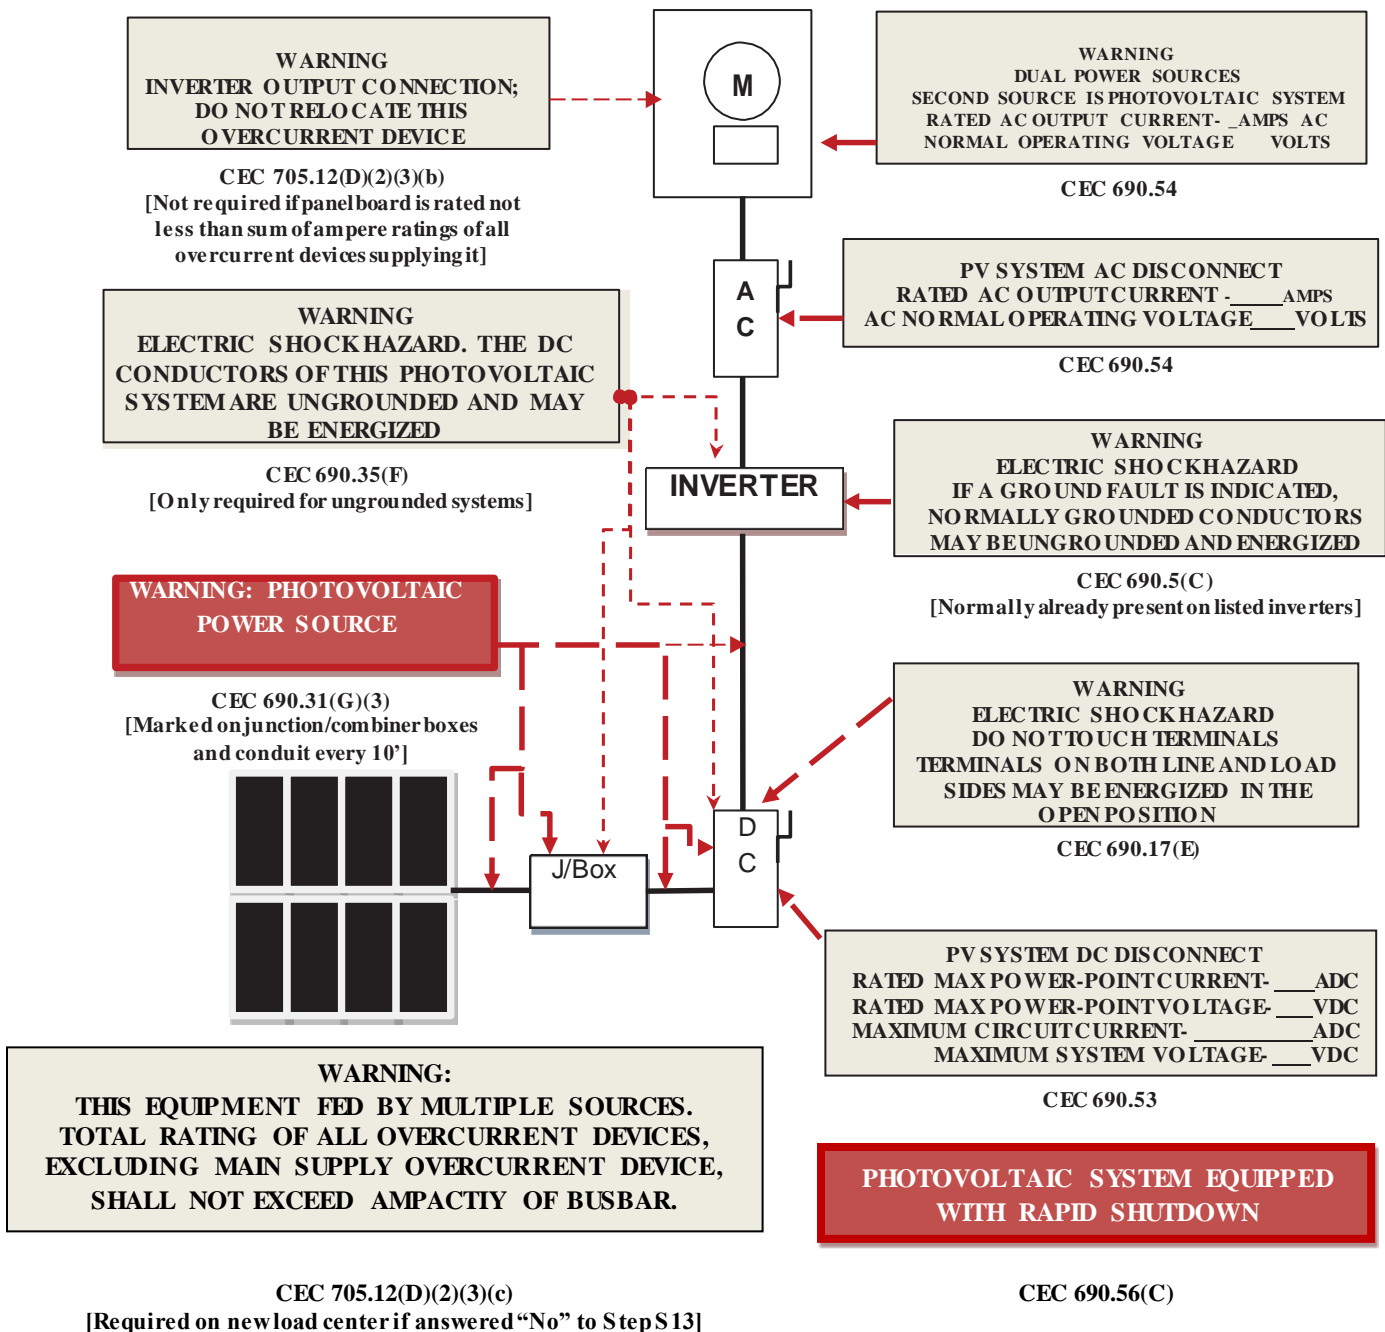 WARNING
INVERTER OUTPUT CONNECTION;
DO NOT RELOCATE THIS
OVERCURRENT DEVICE
CEC 705.12(D)(2)(3)(b)
[Not required if panelboard is rated not
less than sum of ampere ratings of all
overcurrent devices supplying it]
M
WARNING
DUAL POWER SOURCES
SECOND SOURCE IS PHOTOVOLTAIC SYSTEM
RATED AC OUTPUT CURRENT- _AMPS AC
NORMAL OPERATING VOLTAGE VOLTS
CEC 690.54
A
C
PV SYSTEM AC DISCONNECT
RATED AC OUTPUT CURRENT -_____AMPS
AC NORMAL OPERATING VOLTAGE____VOLTS
CEC 690.54
WARNING
ELECTRIC SHOCK HAZARD. THE DC
CONDUCTORS OF THIS PHOTOVOLTAIC
SYSTEM ARE UNGROUNDED AND MAY
BE ENERGIZED
CEC 690.35(F)
[Only required for ungrounded systems]
INVERTER
WARNING
ELECTRIC SHOCK HAZARD
IF A GROUND FAULT IS INDICATED,
NORMALLY GROUNDED CONDUCTORS
MAY BE UNGROUNDED AND ENERGIZED
CEC 690.5(C)
[Normally already present on listed inverters]
WARNING: PHOTOVOLTAIC
POWER SOURCE
CEC 690.31(G)(3)
[Marked on junction/combiner boxes
and conduit every 10’]
WARNING
ELECTRIC SHOCK HAZARD
DO NOT TOUCH TERMINALS
TERMINALS ON BOTH LINE AND LOAD
SIDES MAY BE ENERGIZED IN THE
OPEN POSITION
CEC 690.17(E)
J/Box
D
C
PV SYSTEM DC DISCONNECT
RATED MAX POWER-POINT CURRENT- ___ADC
RATED MAX POWER-POINT VOLTAGE- ___VDC
MAXIMUM CIRCUIT CURRENT- __________ADC
MAXIMUM SYSTEM VOLTAGE- ___VDC
CEC 690.53
WARNING:
THIS EQUIPMENT FED BY MULTIPLE SOURCES.
TOTAL RATING OF ALL OVERCURRENT DEVICES,
EXCLUDING MAIN SUPPLY OVERCURRENT DEVICE,
SHALL NOT EXCEED AMPACTIY OF BUSBAR.
CEC 705.12(D)(2)(3)(c)
[Required on new load center if answered “No” to Step S13]
PHOTOVOLTAIC SYSTEM EQUIPPED
WITH RAPID SHUTDOWN
CEC 690.56(C)